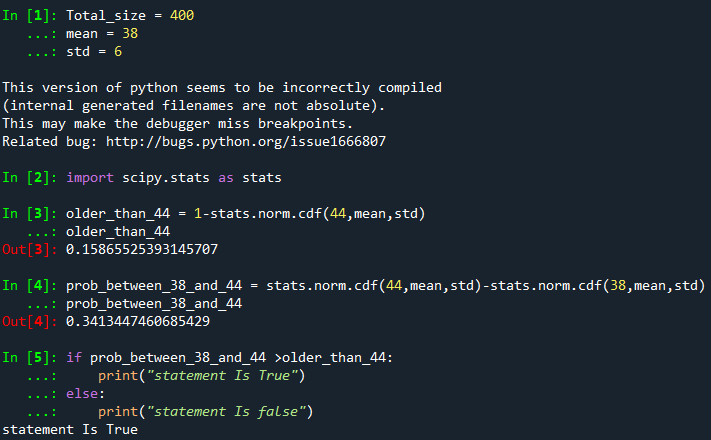 In [1]: Total_size = 400
   ...: mean = 38
   ...: std = 6
This version of python seems to be incorrectly compiled
(internal generated filenames are not absolute).
This may make the debugger miss breakpoints.
Related bug: http://bugs.python.org/issue1666807
In [2]: import scipy.stats as stats
In [3]: older_than_44 = 1-stats.norm.cdf(44,mean,std)
   ...: older_than_44
Out[3]: 0.15865525393145707
In [4]: prob_between_38_and_44 = stats.norm.cdf(44,mean,std)-stats.norm.cdf(38,mean,std)
   ...: prob_between_38_and_44
Out[4]: 0.3413447460685429
In [5]: if prob_between_38_and_44 >older_than_44:
   ...:     print("statement Is True")
   ...: else:
   ...:     print("statement Is false")
statement Is True